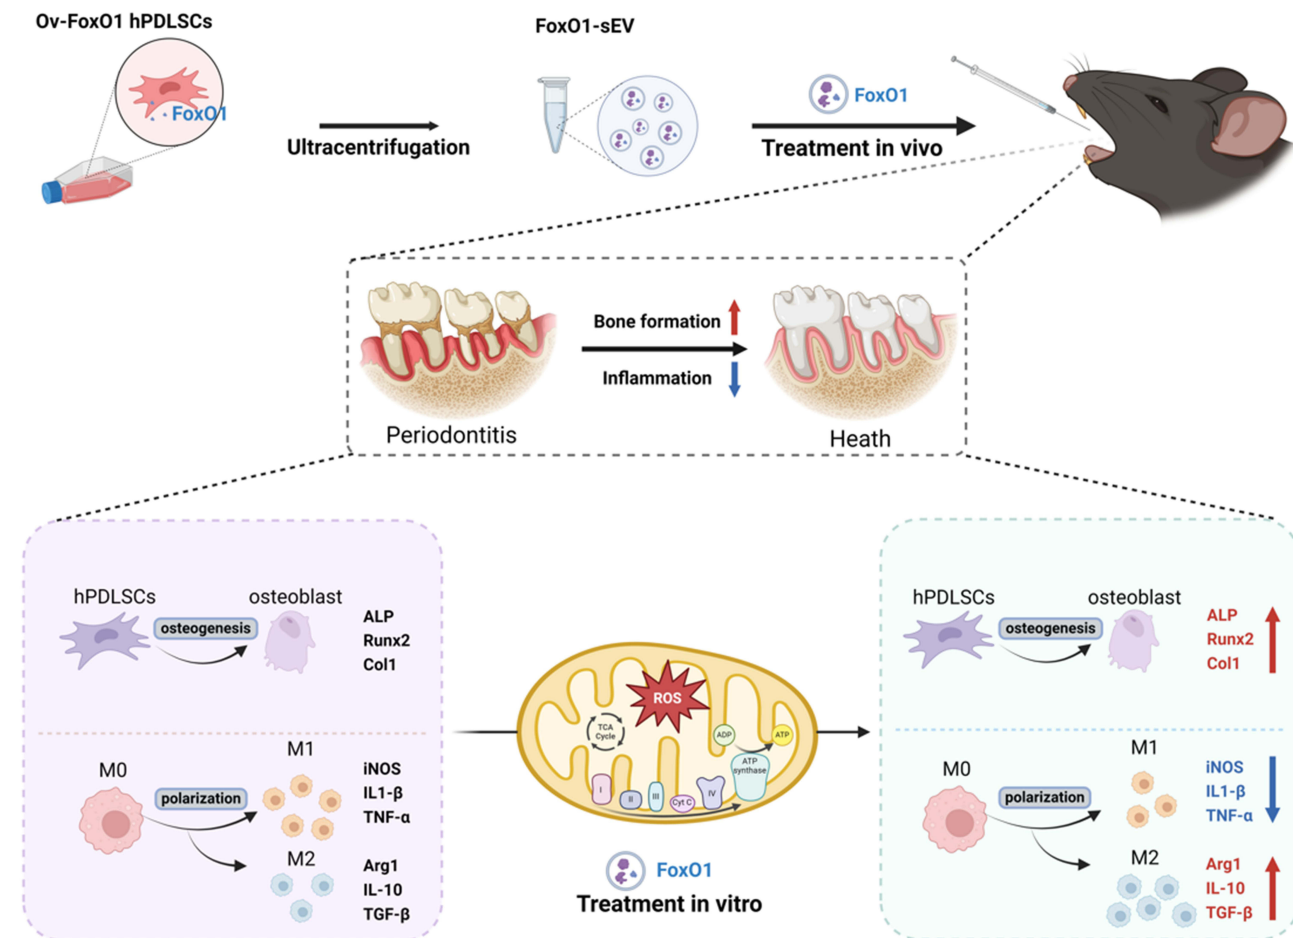 Ov-FoxO1 hPDLSCs
FoxO1
Ultracentrifugation
FoxO1-sEV
FoxO1
Treatment in vivo
Bone formation
Inflammation
Periodontitis
Heath
hPDLSCs
osteogenesis
osteoblast
ALP
Runx2
Col1
M0
polarization
M1
iNOS
IL1-β
TNF-α
M2
Arg1
IL-10
TGF-β
ROS
TCA
Cycle
ADP
ATP
ATP
synthase
I
II
III
Cyt C
IV
FoxO1
Treatment in vitro
hPDLSCs
osteogenesis
osteoblast
ALP
Runx2
Col1
M0
polarization
M1
iNOS
IL1-β
TNF-α
M2
Arg1
IL-10
TGF-β